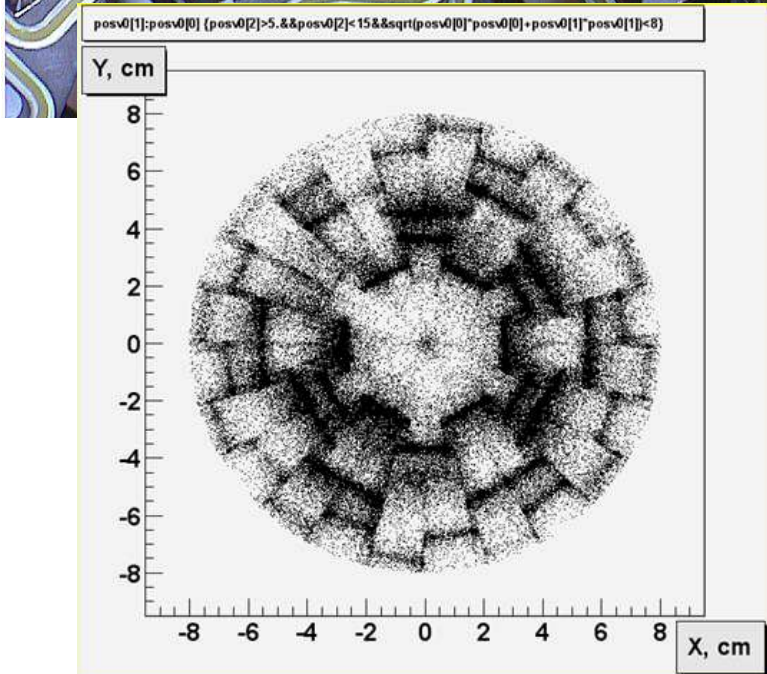 posv0[1]:posv0[0] {posv0[2]>5.&&posv0[2]<15&&sqrt(posv0[0]*posv0[0]+posv0[1]*posv0[1])<8}
Y, cm
8
6
4
2
0
-2
-4
-6
-8
-8 -6 -4 -2 0 2 4 6 8
X, cm